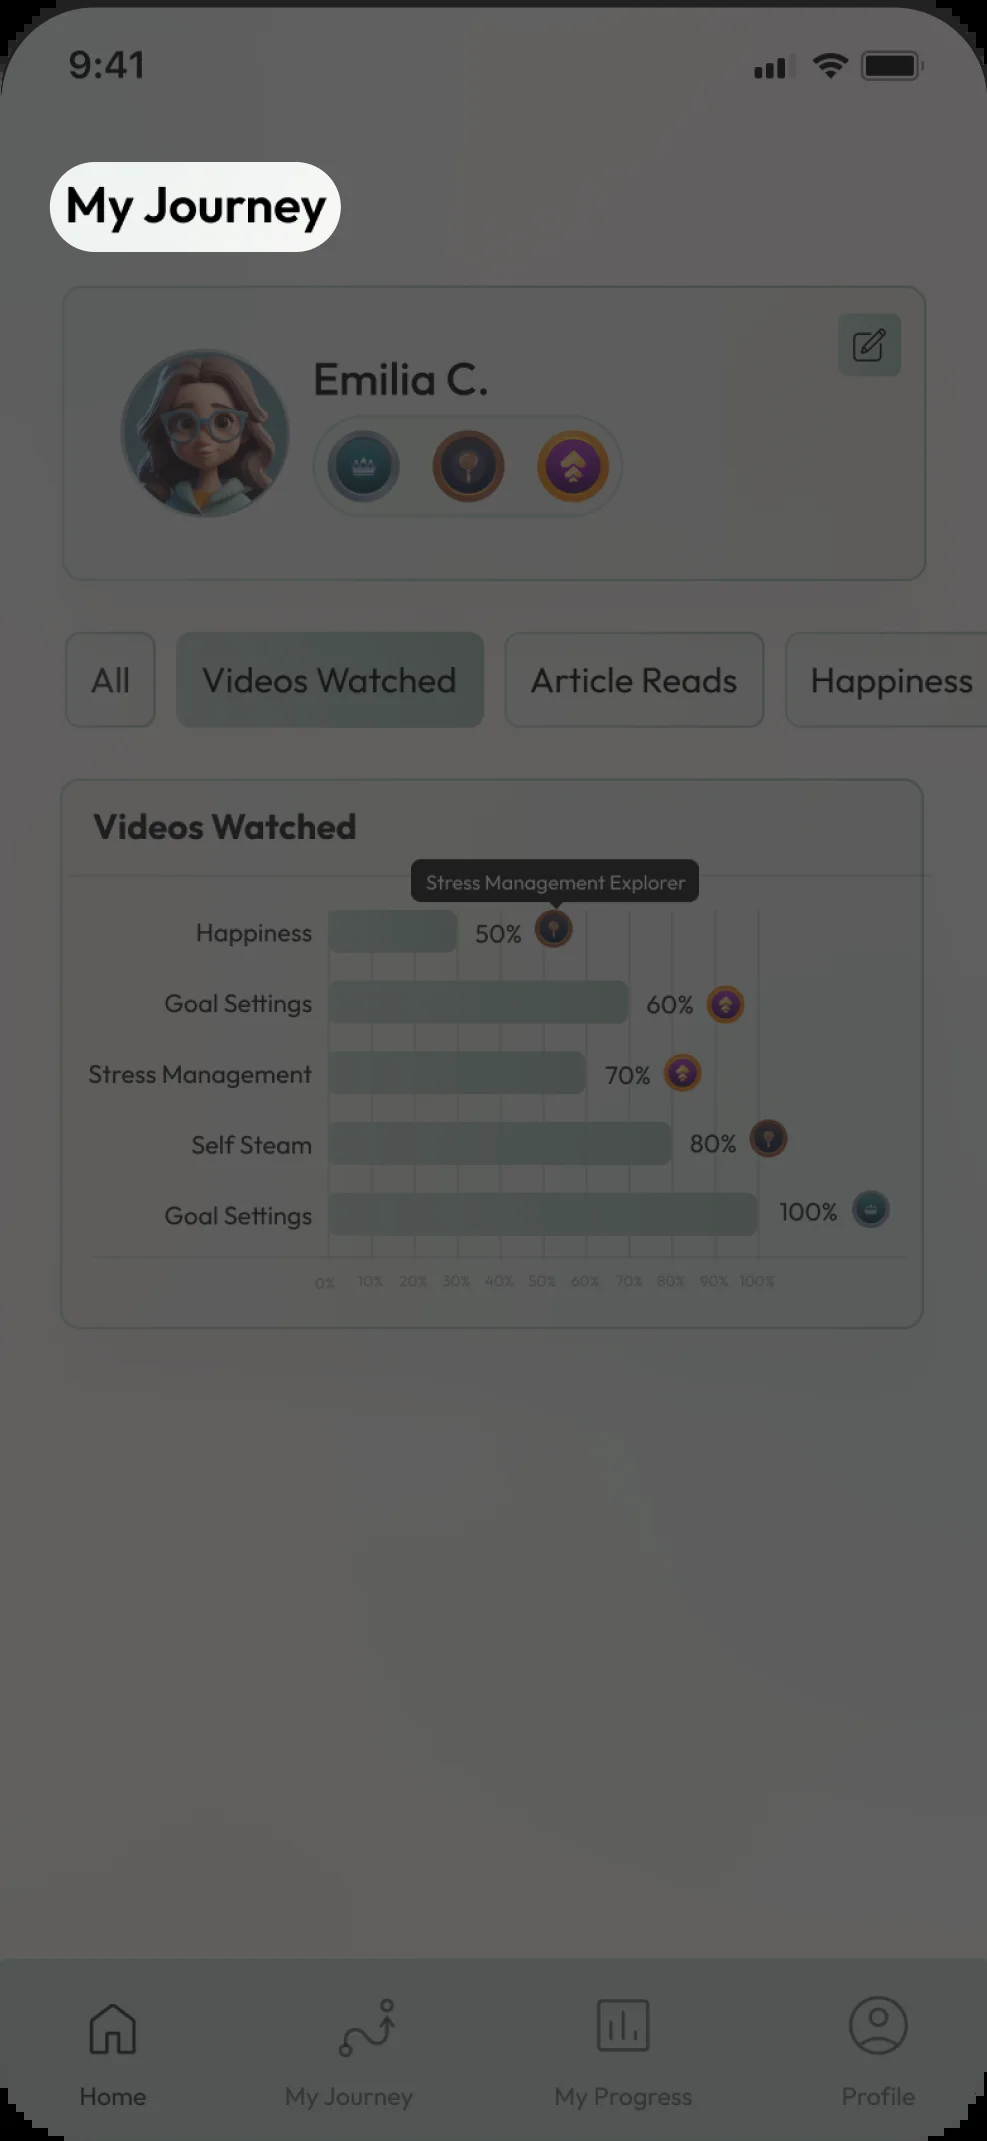 9:41
My Journey
Emilia C.
All Videos Watched Article Reads Happiness
Videos Watched
Stress Management Explorer
Happiness 50%
Goal Settings 60%
Stress Management 70%
Self Steam 80%
Goal Settings 100%
0% 10% 20% 30% 40% 50% 60% 70% 80% 90% 100%
Home My Journey My Progress Profile